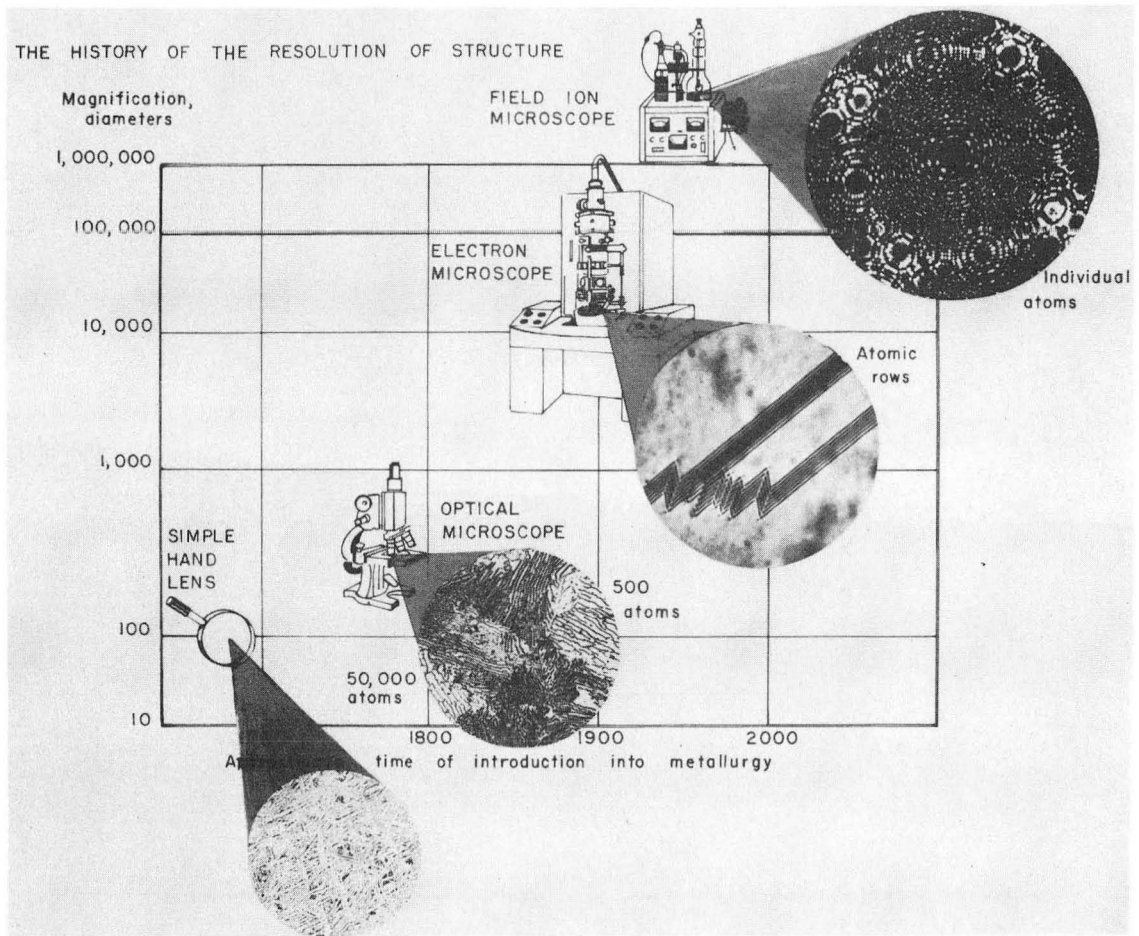 THE HISTORY OF THE RESOLUTION OF STRUCTURE
Magnification,
diameters
FIELD ION
MICROSCOPE
1,000,000
100,000
ELECTRON
MICROSCOPE
Individual
atoms
10,000
Atomic
rows
1,000
OPTICAL
MICROSCOPE
SIMPLE
HAND
LENS
500
atoms
100
50,000
atoms
10
1800
1900
2000
time of introduction into metallurgy